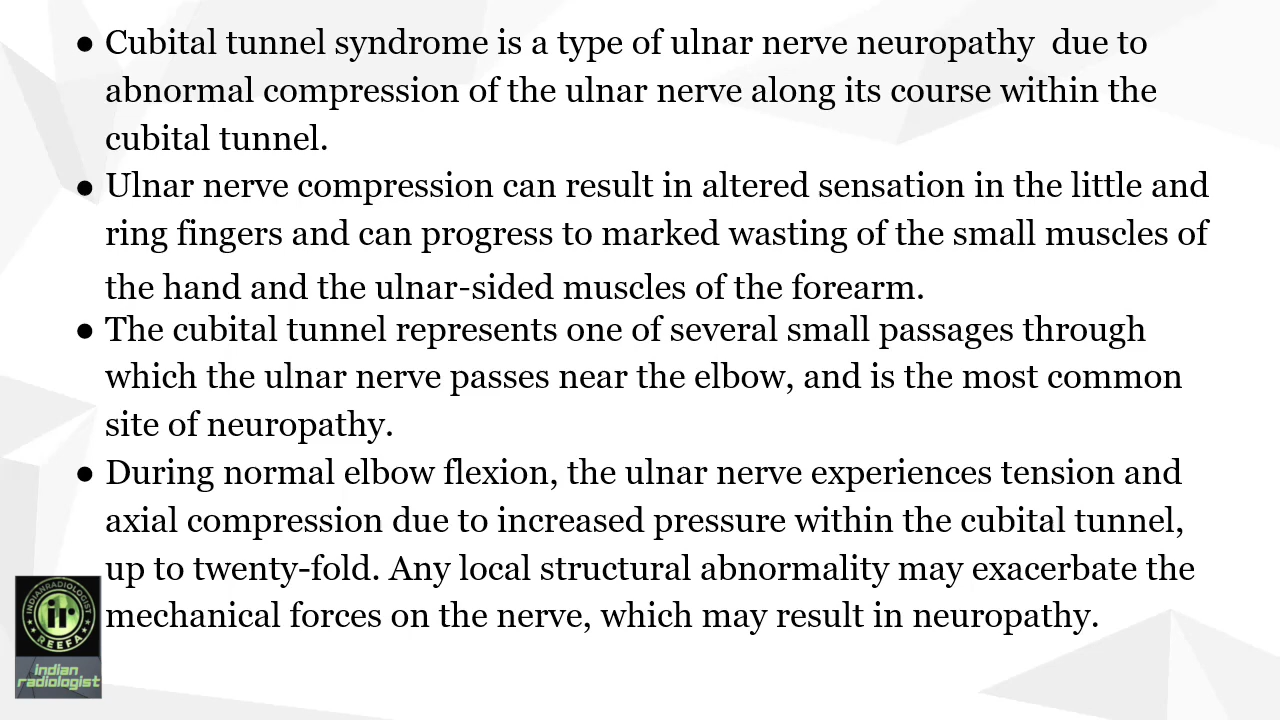 ● Cubital tunnel syndrome is a type of ulnar nerve neuropathy  due to
abnormal compression of the ulnar nerve along its course within the
cubital tunnel.
● Ulnar nerve compression can result in altered sensation in the little and
ring fingers and can progress to marked wasting of the small muscles of
the hand and the ulnar-sided muscles of the forearm.
● The cubital tunnel represents one of several small passages through
which the ulnar nerve passes near the elbow, and is the most common
site of neuropathy.
● During normal elbow flexion, the ulnar nerve experiences tension and
axial compression due to increased pressure within the cubital tunnel,
up to twenty-fold. Any local structural abnormality may exacerbate the
mechanical forces on the nerve, which may result in neuropathy.
INDIANRADIOLOGIST
ir
REEFA
indian
radiologist